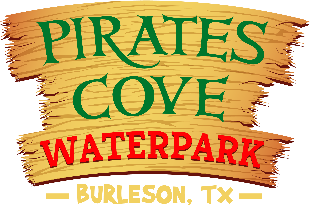 PIRATES
COVE
WATERPARK
BURLESON, TX